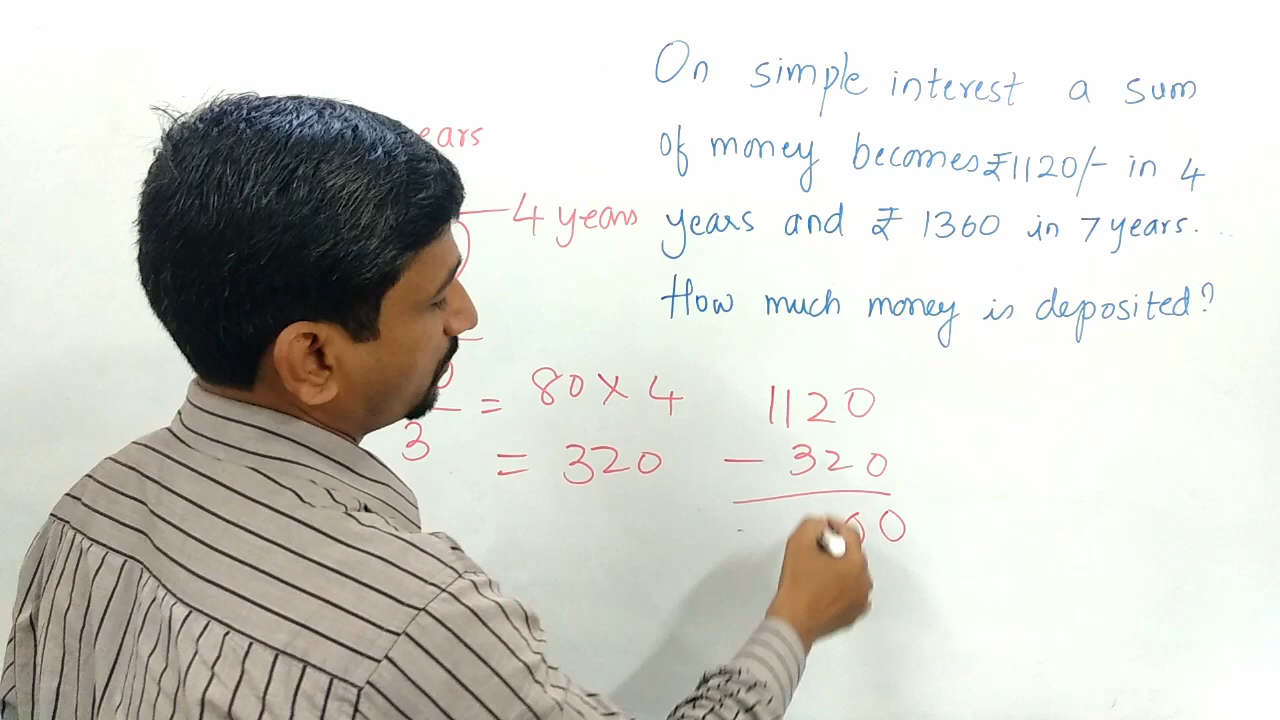 On simple interest a sum
of money becomes ₹1120/- in 4
years and ₹ 1360 in 7 years.
How much money is deposited?
4 years
3
= 80 × 4
= 320
1120
- 320
00